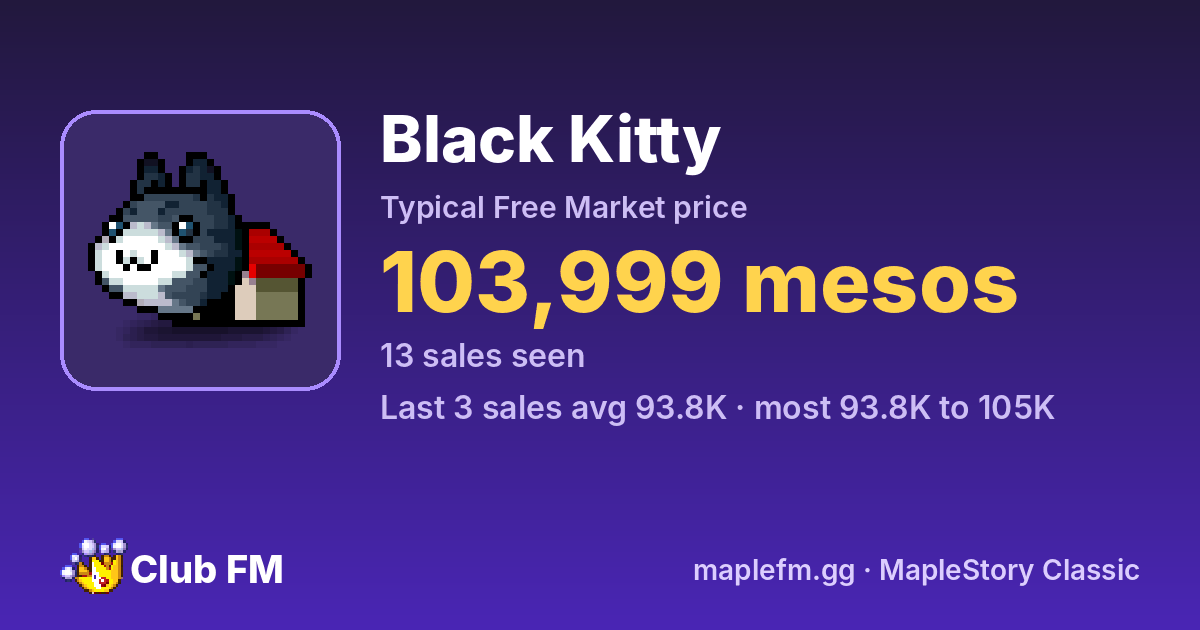 Black Kitty
Typical Free Market price
103,999 mesos
13 sales seen
Last 3 sales avg 93.8K · most 93.8K to 105K
Club FM
maplefm.gg · MapleStory Classic